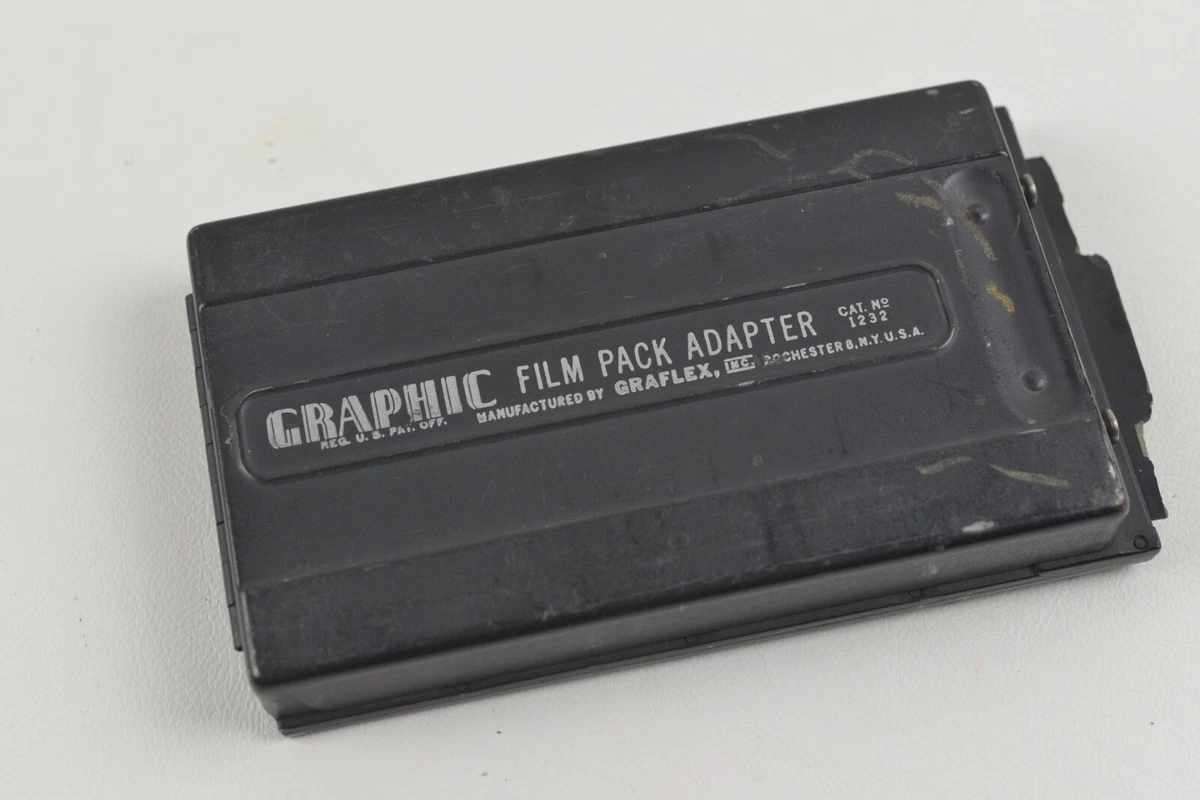 GRAPHIC FILM PACK ADAPTER CAT. Nº 1232
REG. U. S. PAT. OFF. MANUFACTURED BY GRAFLEX, INC. ROCHESTER 8, N.Y. U.S.A.